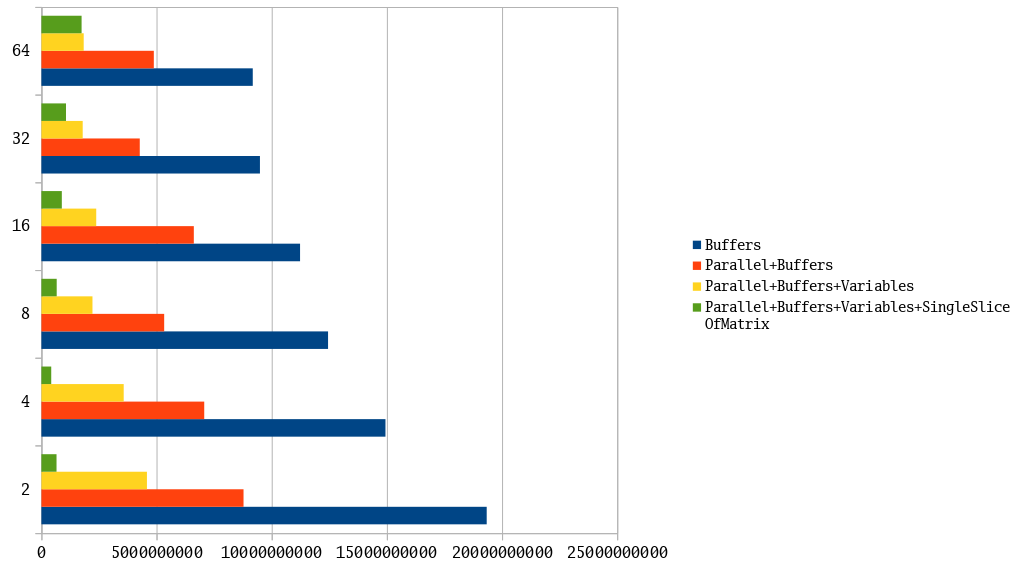 64
32
16
8
4
2
0 5000000000 10000000000 15000000000 20000000000 25000000000
Buffers
Parallel+Buffers
Parallel+Buffers+Variables
Parallel+Buffers+Variables+SingleSlice
OfMatrix